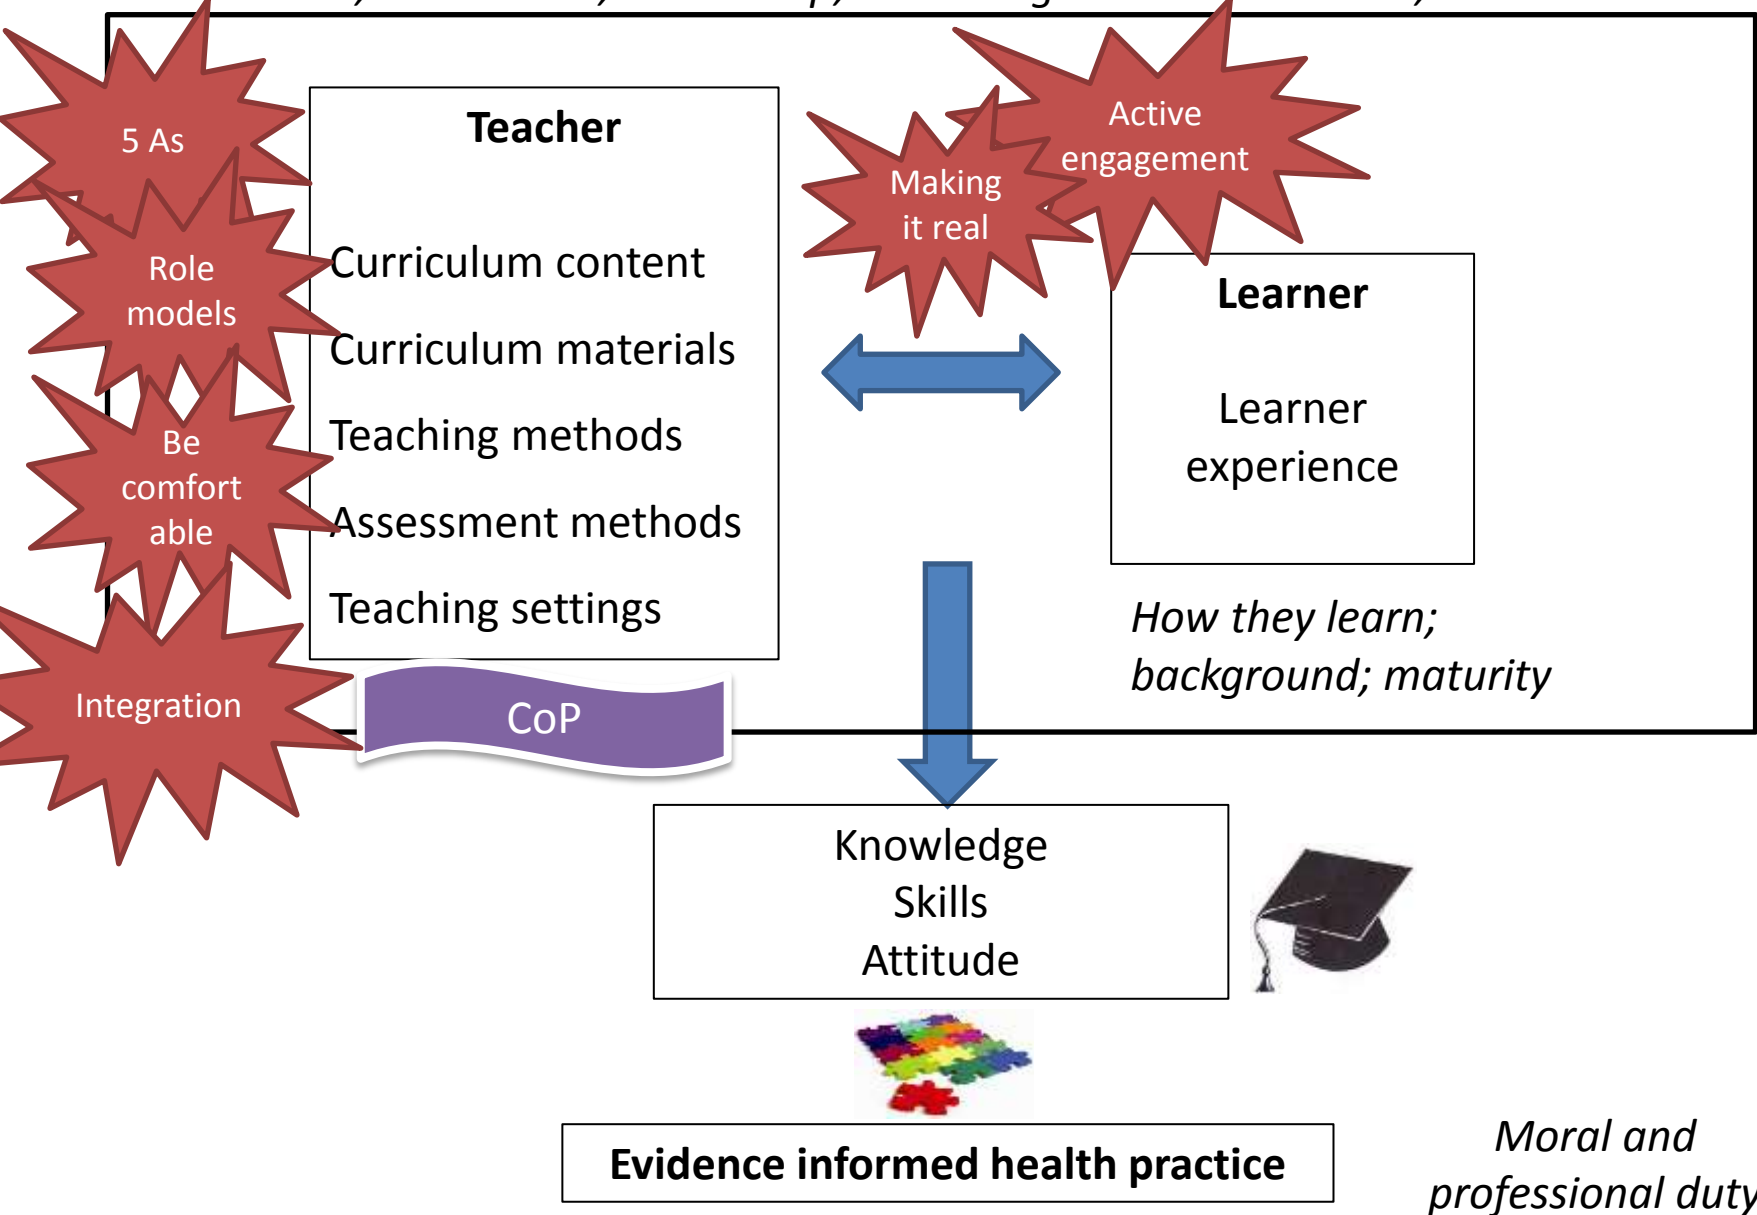 5 As
Role
models
Be
comfort
able
Integration
Teacher
Curriculum content
Curriculum materials
Teaching methods
Assessment methods
Teaching settings
CoP
Making
it real
Active
engagement
Learner
Learner
experience
How they learn;
background; maturity
Knowledge
Skills
Attitude
Evidence informed health practice
Moral and
professional duty